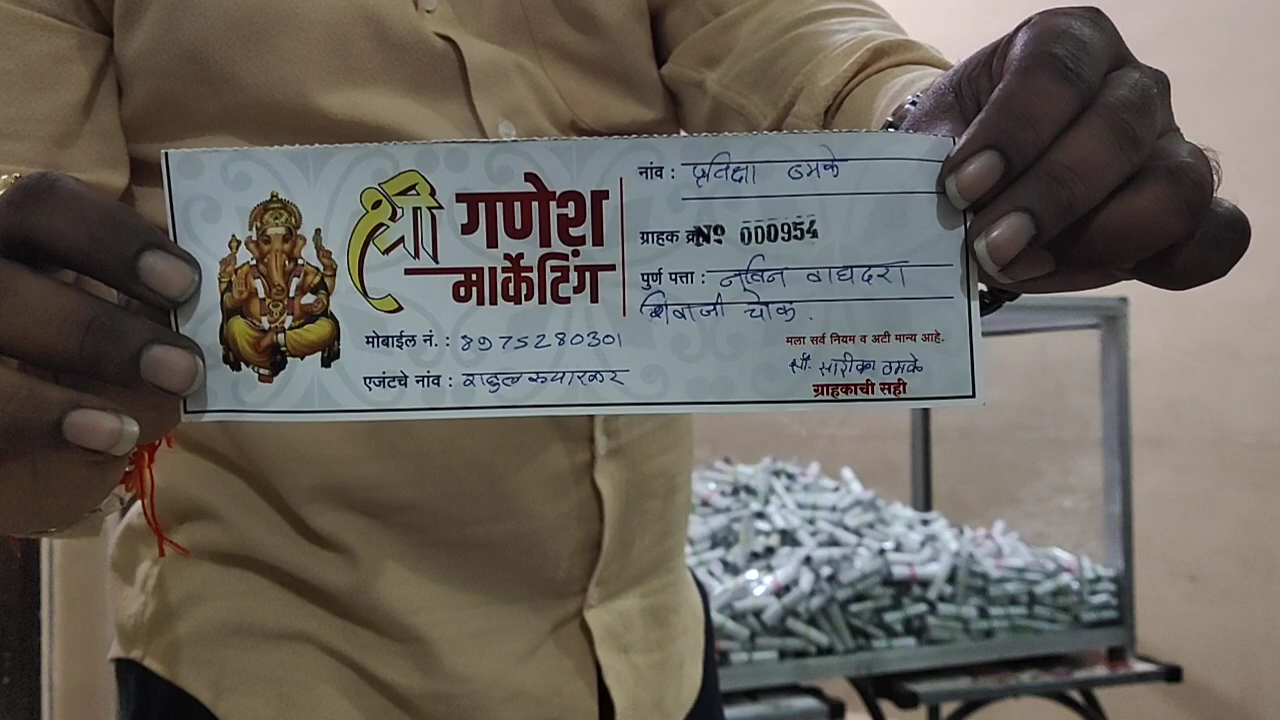 श्री गणेश
मार्केटिंग
मोबाईल नं. : 8975280301
एजंटचे नांव : राहुल रुयारकर
नांव : प्रतिक्षा ठमके
ग्राहक क्र. Nº 000954
पुर्ण पत्ता : नविन वाघदरा
शिवाजी चौक.
मला सर्व नियम व अटी मान्य आहे.
सौ. सारीका ठमके
ग्राहकाची सही